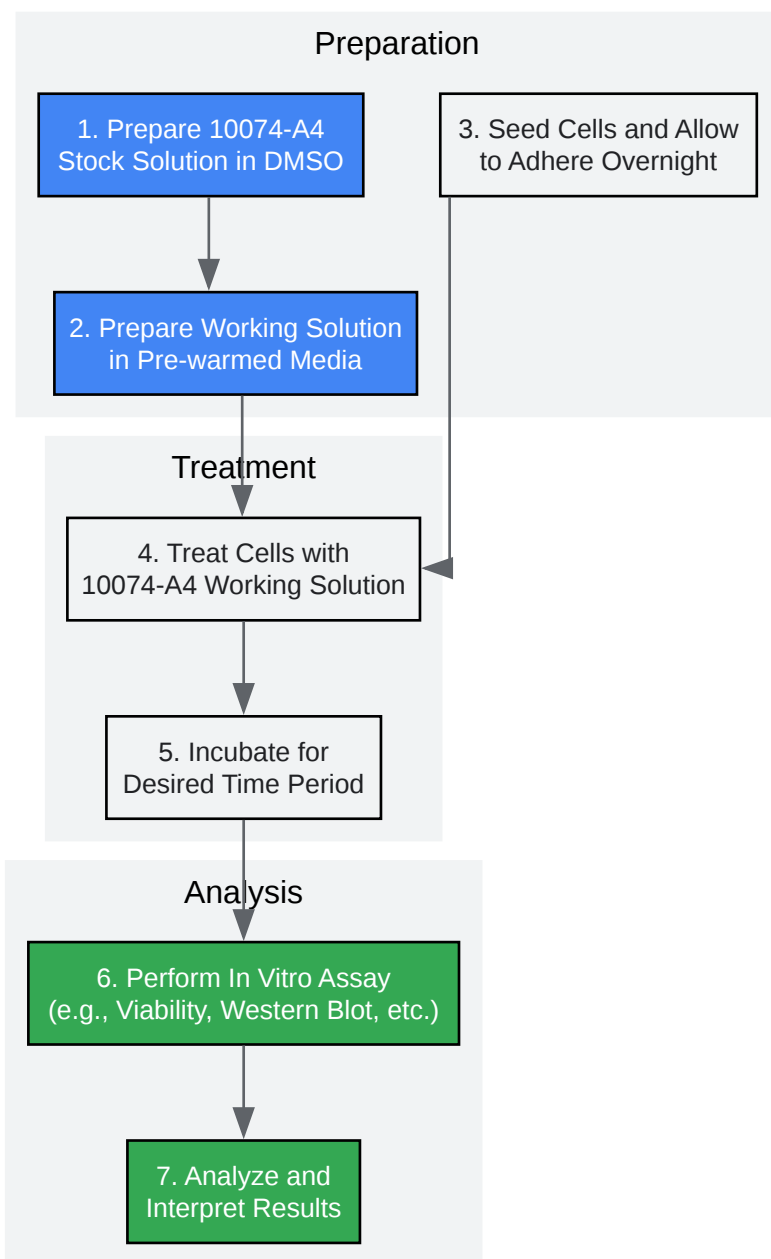 Preparation
1. Prepare 10074-A4
Stock Solution in DMSO
3. Seed Cells and Allow
to Adhere Overnight
2. Prepare Working Solution
in Pre-warmed Media
Treatment
4. Treat Cells with
10074-A4 Working Solution
5. Incubate for
Desired Time Period
Analysis
6. Perform In Vitro Assay
(e.g., Viability, Western Blot, etc.)
7. Analyze and
Interpret Results